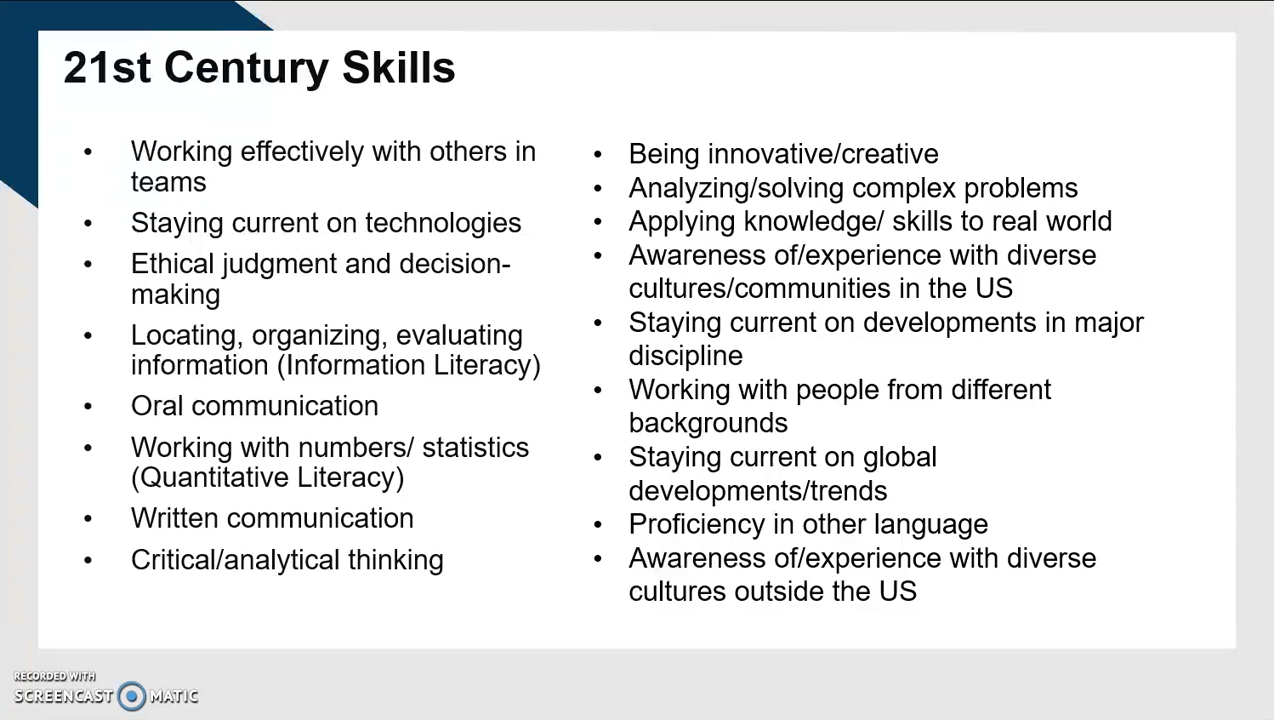 21st Century Skills
• Working effectively with others in
teams
• Staying current on technologies
• Ethical judgment and decision-
making
• Locating, organizing, evaluating
information (Information Literacy)
• Oral communication
• Working with numbers/ statistics
(Quantitative Literacy)
• Written communication
• Critical/analytical thinking
• Being innovative/creative
• Analyzing/solving complex problems
• Applying knowledge/ skills to real world
• Awareness of/experience with diverse
cultures/communities in the US
• Staying current on developments in major
discipline
• Working with people from different
backgrounds
• Staying current on global
developments/trends
• Proficiency in other language
• Awareness of/experience with diverse
cultures outside the US
RECORDED WITH
SCREENCAST MATIC